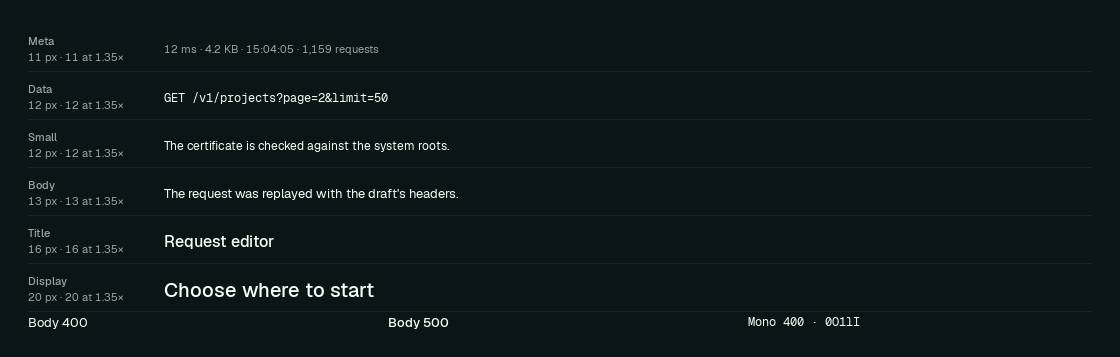 Meta
11 px · 11 at 1.35×
12 ms · 4.2 KB · 15:04:05 · 1,159 requests
Data
12 px · 12 at 1.35×
GET /v1/projects?page=2&limit=50
Small
12 px · 12 at 1.35×
The certificate is checked against the system roots.
Body
13 px · 13 at 1.35×
The request was replayed with the draft's headers.
Title
16 px · 16 at 1.35×
Request editor
Display
20 px · 20 at 1.35×
Choose where to start
Body 400
Body 500
Mono 400 · 0O1lI